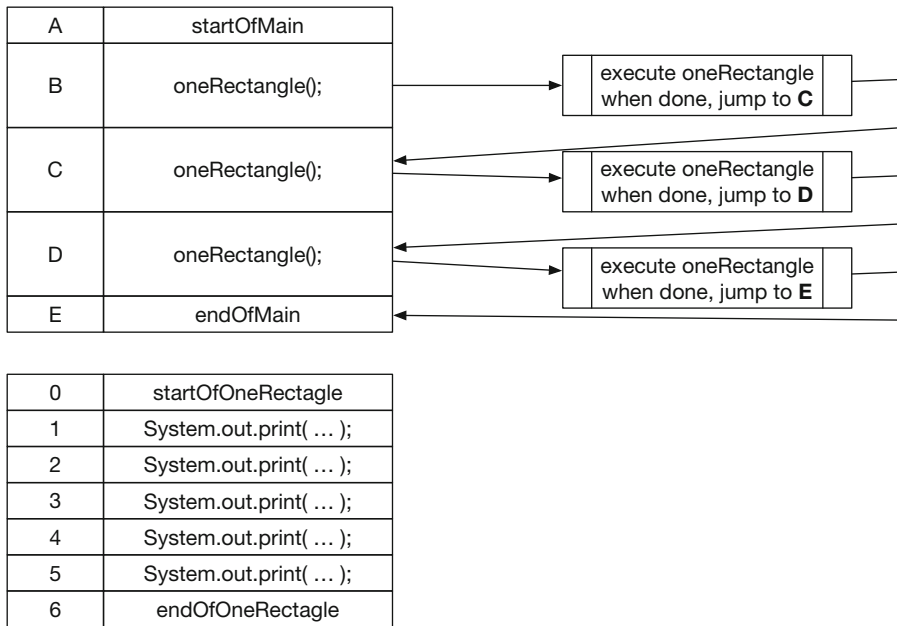 A startOfMain
B oneRectangle();
execute oneRectangle
when done, jump to C
C oneRectangle();
execute oneRectangle
when done, jump to D
D oneRectangle();
execute oneRectangle
when done, jump to E
E endOfMain
0 startOfOneRectagle
1 System.out.print( … );
2 System.out.print( … );
3 System.out.print( … );
4 System.out.print( … );
5 System.out.print( … );
6 endOfOneRectagle